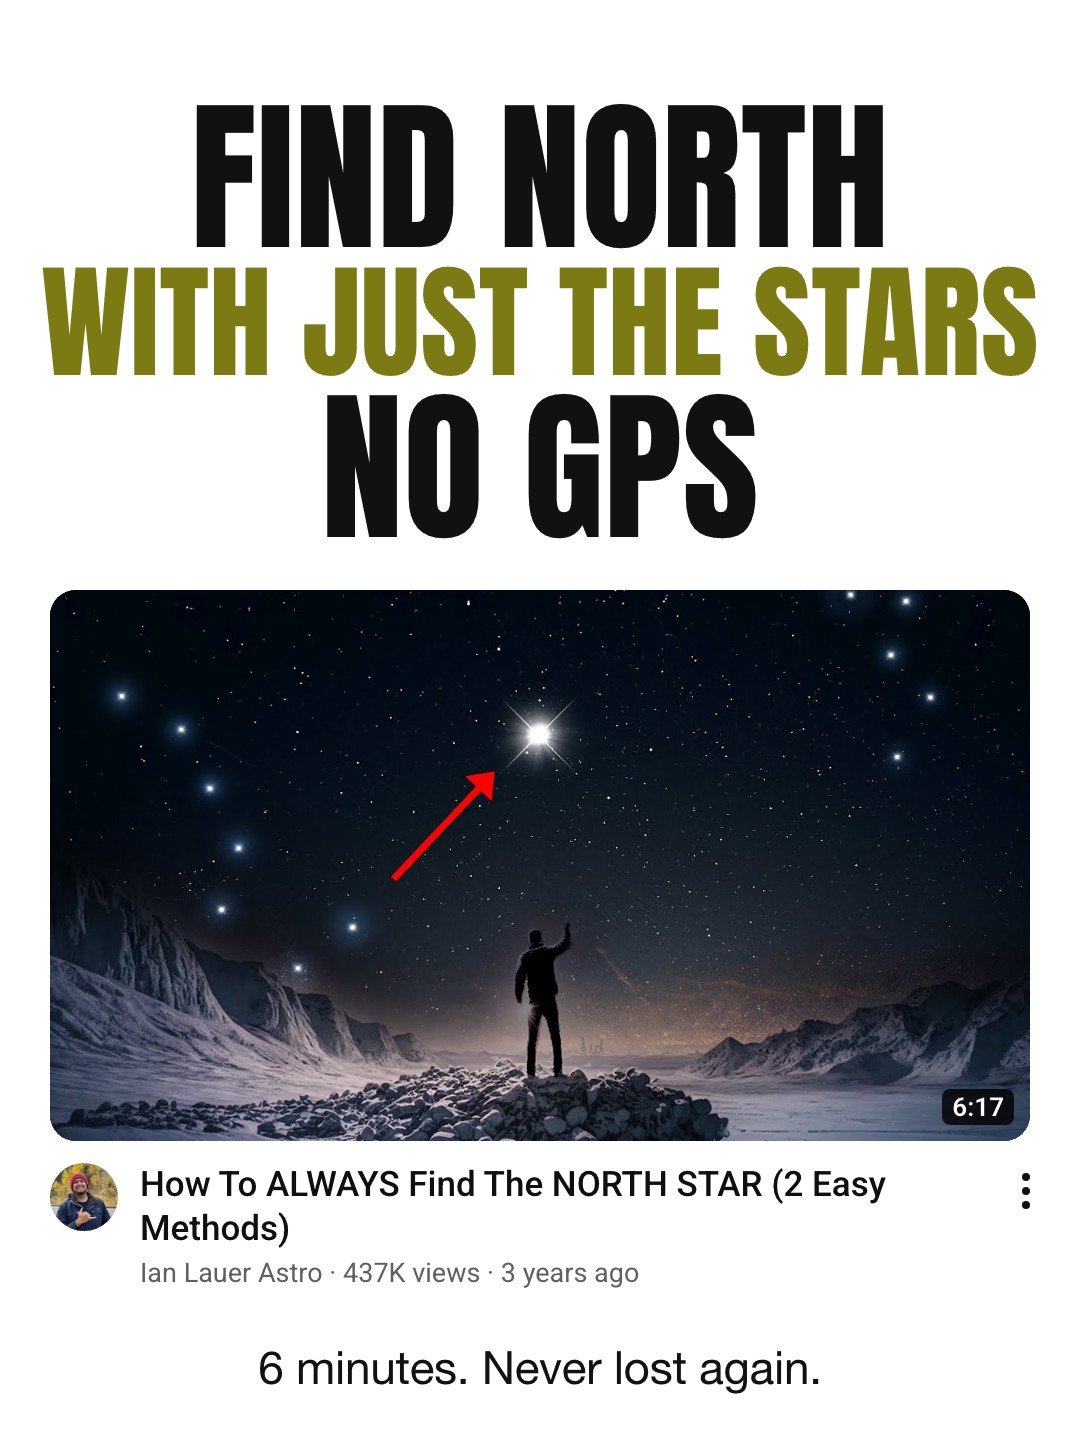 FIND NORTH
WITH JUST THE STARS
NO GPS
6:17
How To ALWAYS Find The NORTH STAR (2 Easy
Methods)
Ian Lauer Astro · 437K views · 3 years ago
6 minutes. Never lost again.